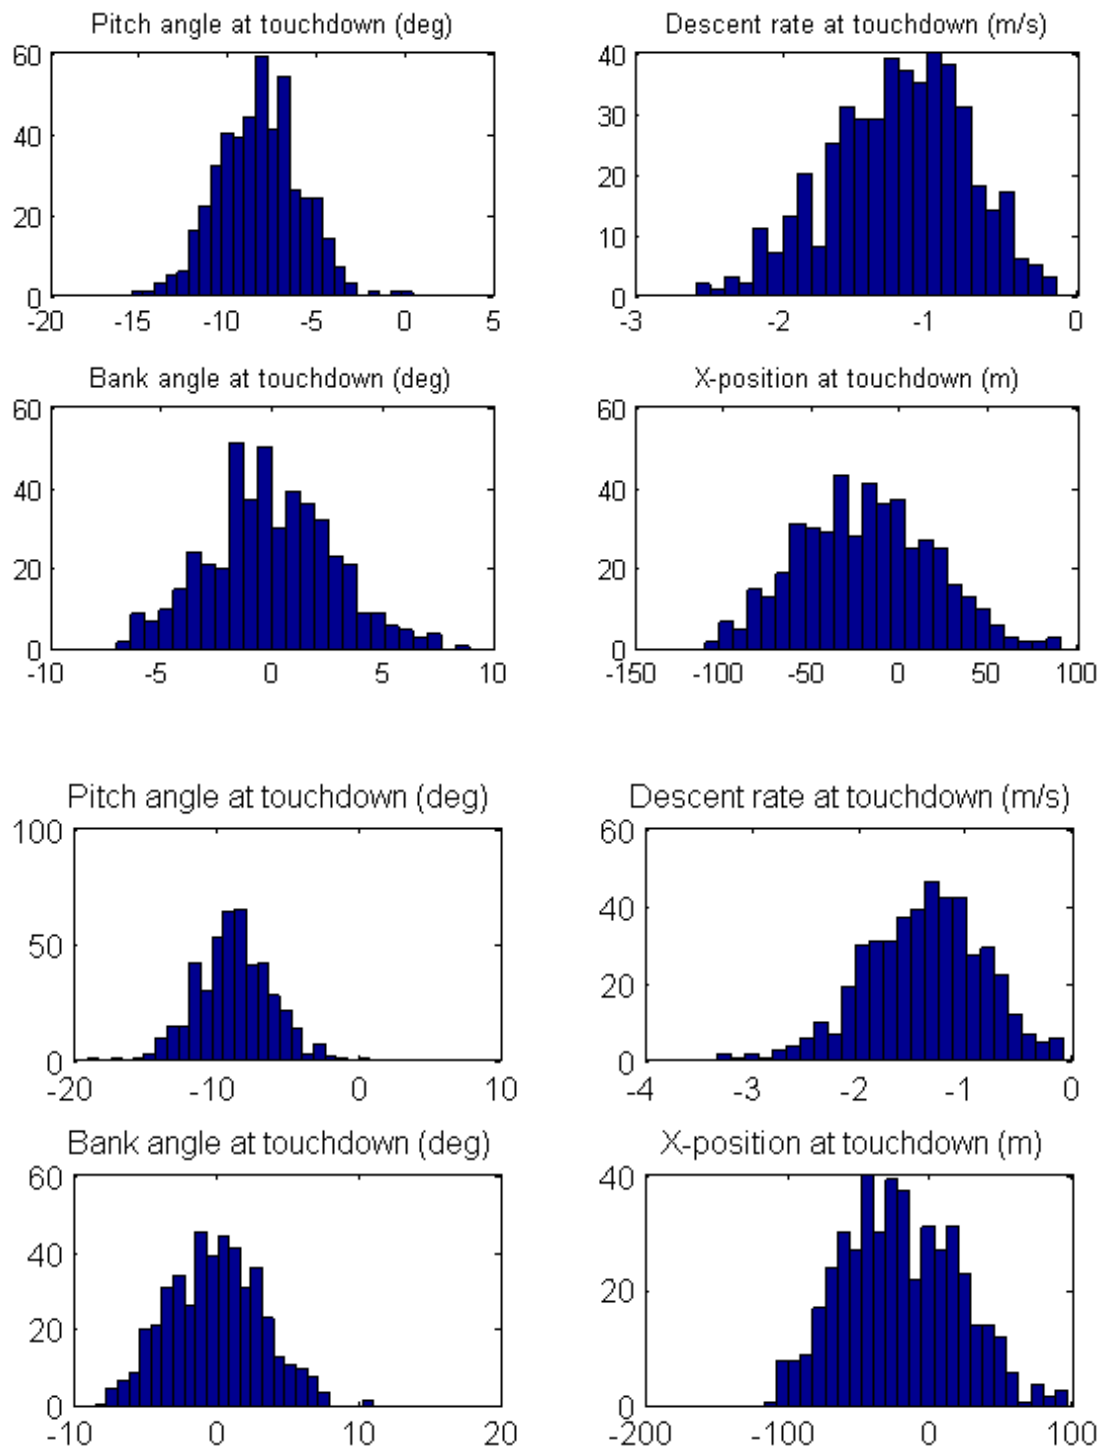 Pitch angle at touchdown (deg)
60
40
20
0
-20 -15 -10 -5 0 5
Descent rate at touchdown (m/s)
40
30
20
10
0
-3 -2 -1 0
Bank angle at touchdown (deg)
60
40
20
0
-10 -5 0 5 10
X-position at touchdown (m)
60
40
20
0
-150 -100 -50 0 50 100
Pitch angle at touchdown (deg)
100
50
0
-20 -10 0 10
Descent rate at touchdown (m/s)
60
40
20
0
-4 -3 -2 -1 0
Bank angle at touchdown (deg)
60
40
20
0
-10 0 10 20
X-position at touchdown (m)
40
20
0
-200 -100 0 100